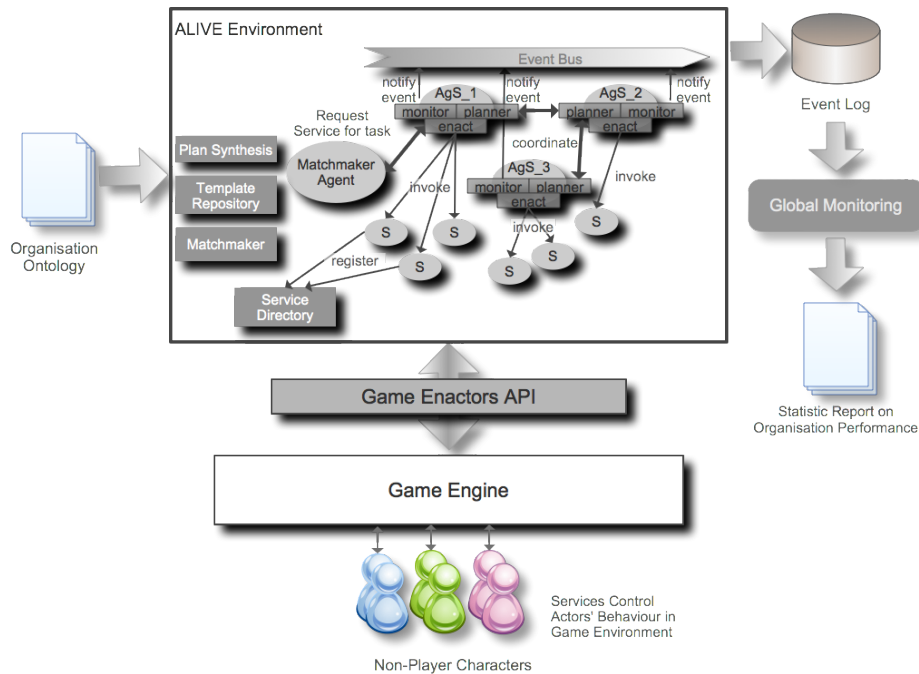 ALIVE Environment
Event Bus
notify
event
notify
event
notify
event
AgS_1
monitor
planner
enact
AgS_2
planner
monitor
enact
Request
Service for task
coordinate
Matchmaker
Agent
AgS_3
monitor
planner
enact
invoke
invoke
invoke
S
S
S
S
S
S
register
Plan Synthesis
Template
Repository
Matchmaker
Service
Directory
Organisation
Ontology
Event Log
Global Monitoring
Statistic Report on
Organisation Performance
Game Enactors API
Game Engine
Services Control
Actors' Behaviour in
Game Environment
Non-Player Characters